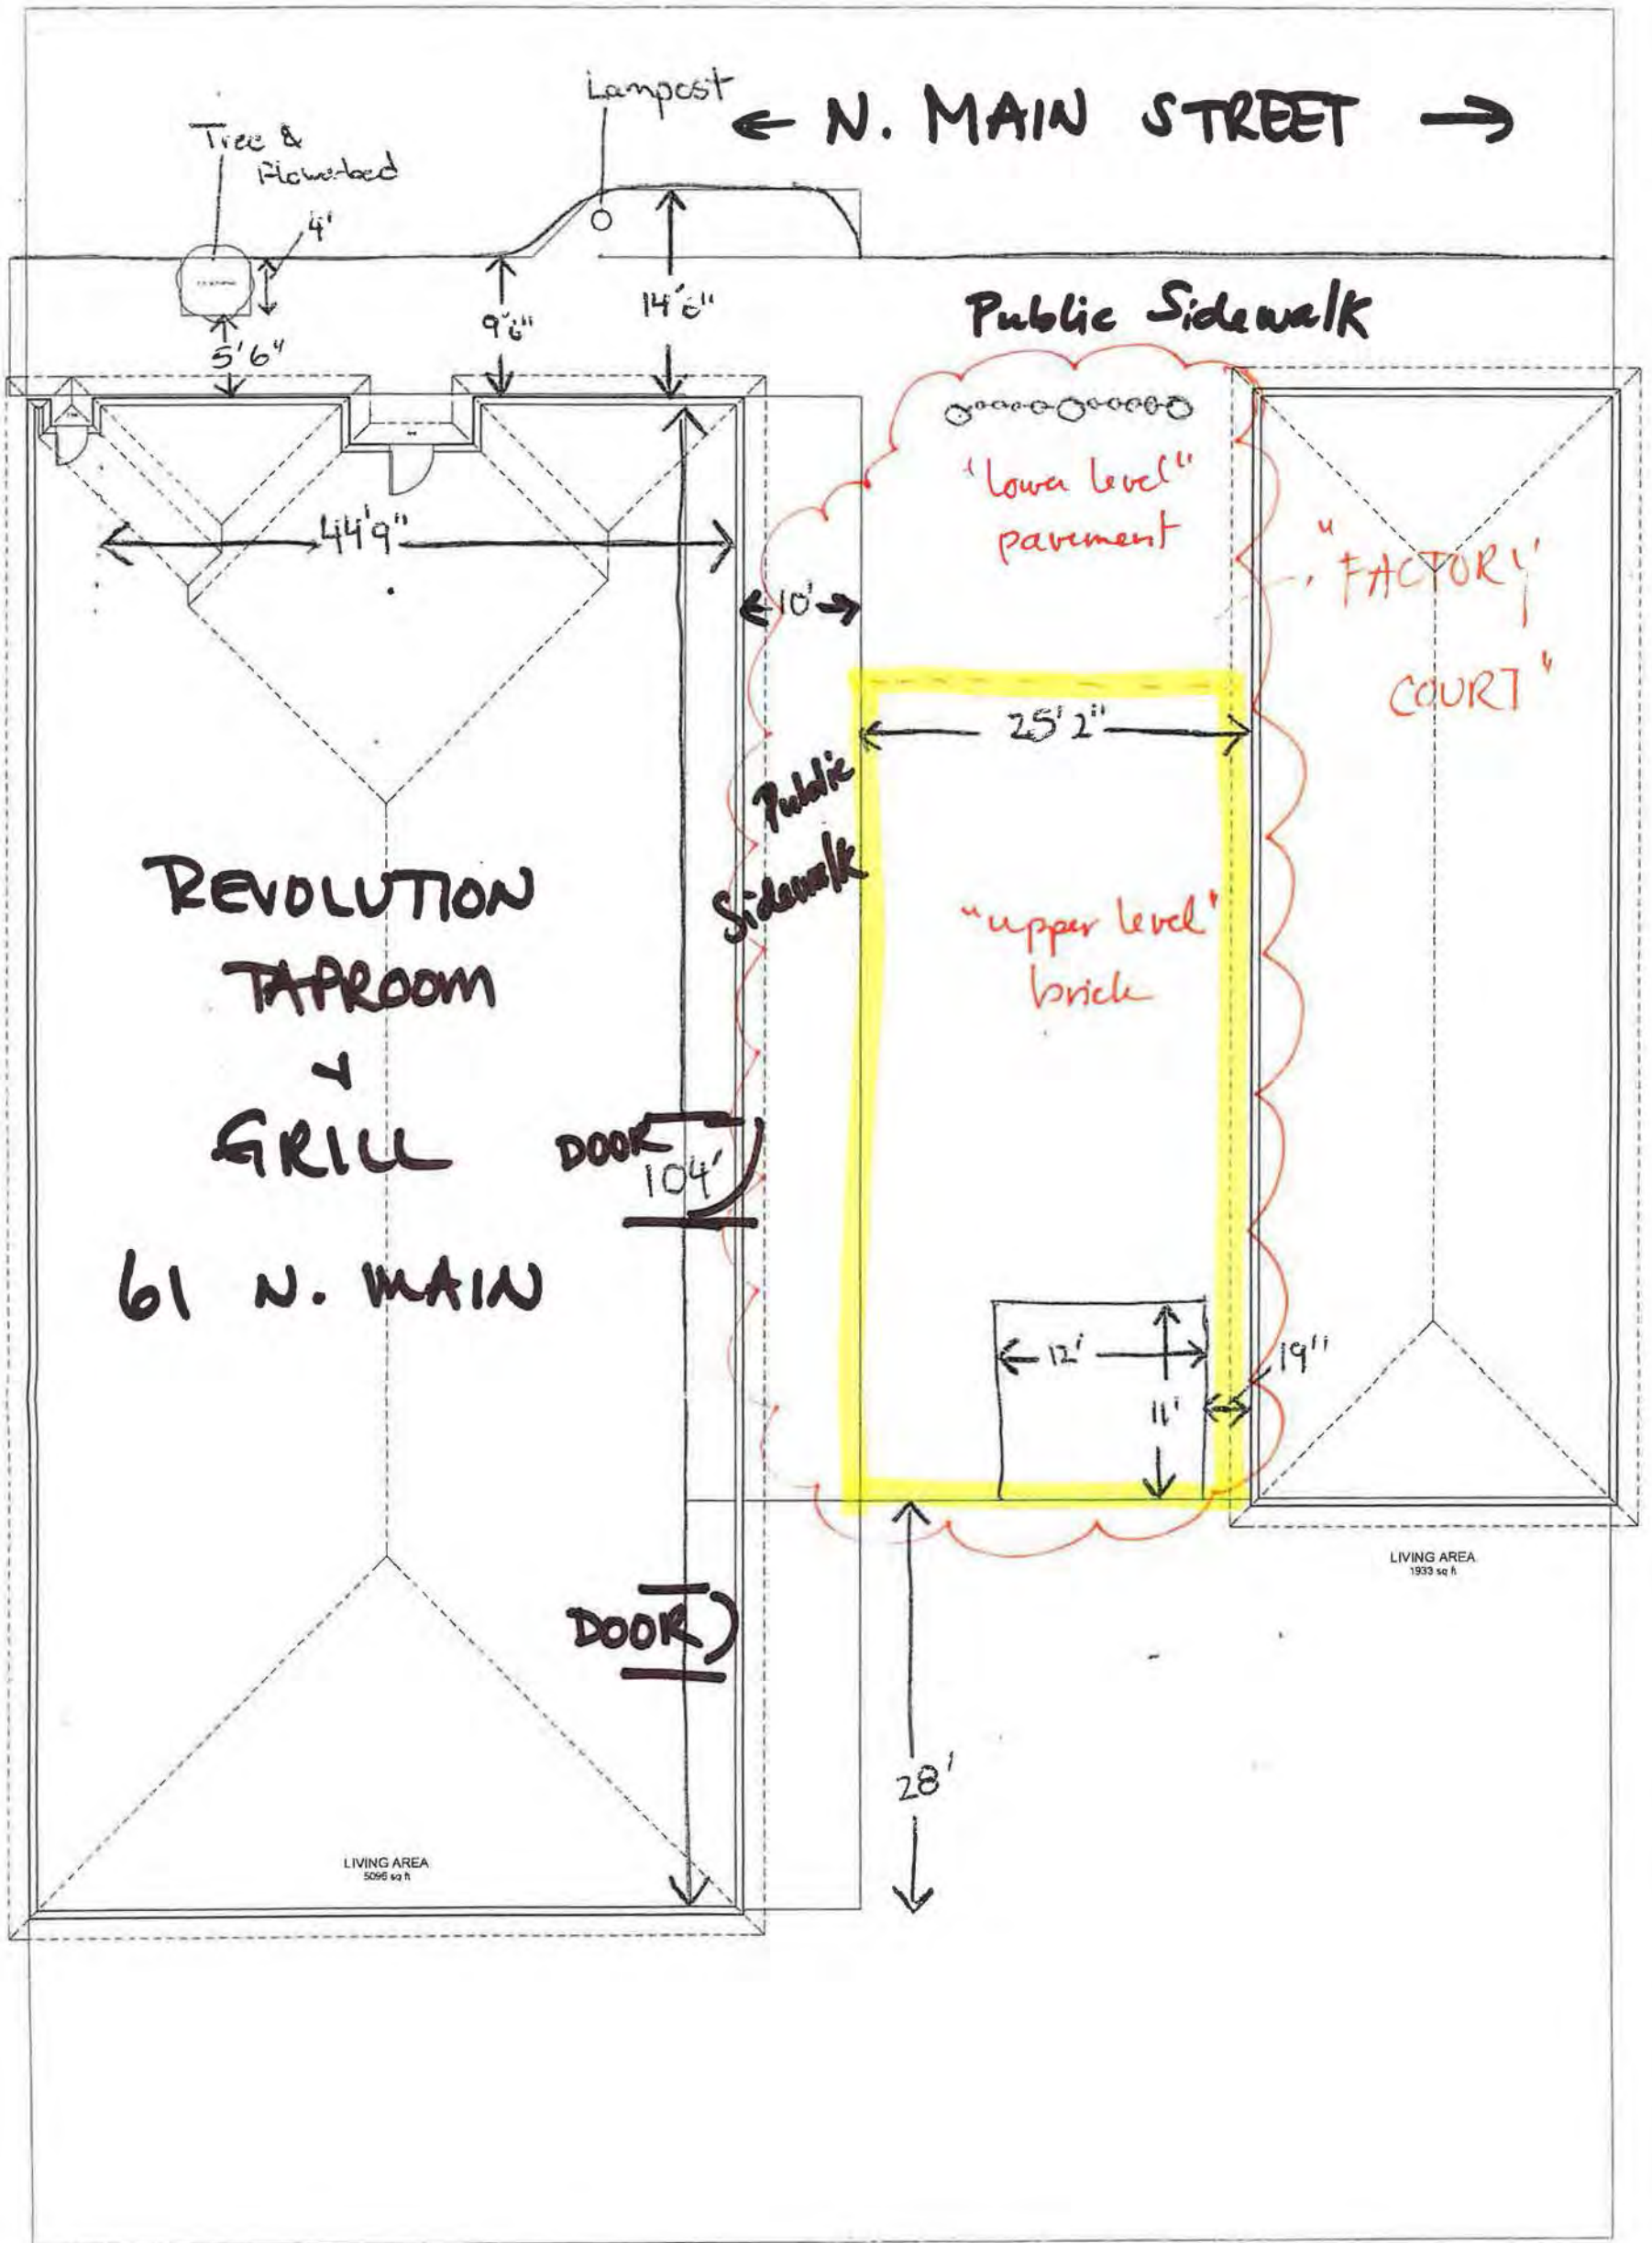 Lampost
← N. MAIN STREET →
Tree &
Flowerbed
4'
9'6"
14'6"
Public Sidewalk
5'6"
"lower level"
pavement
44'9"
10'
"FACTORY
COURT"
25'2"
Public
Sidewalk
REVOLUTION
TAPROOM
&
GRILL
61 N. MAIN
"upper level"
brick
DOOR
104'
12'
19"
11'
LIVING AREA
1933 sq ft
DOOR
28'
LIVING AREA
5095 sq ft